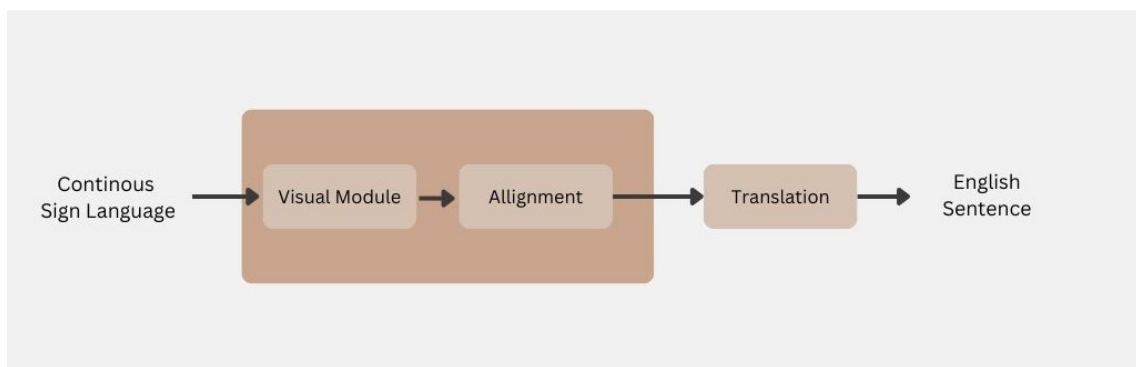 Continous
Sign Language
Visual Module
Allignment
Translation
English
Sentence